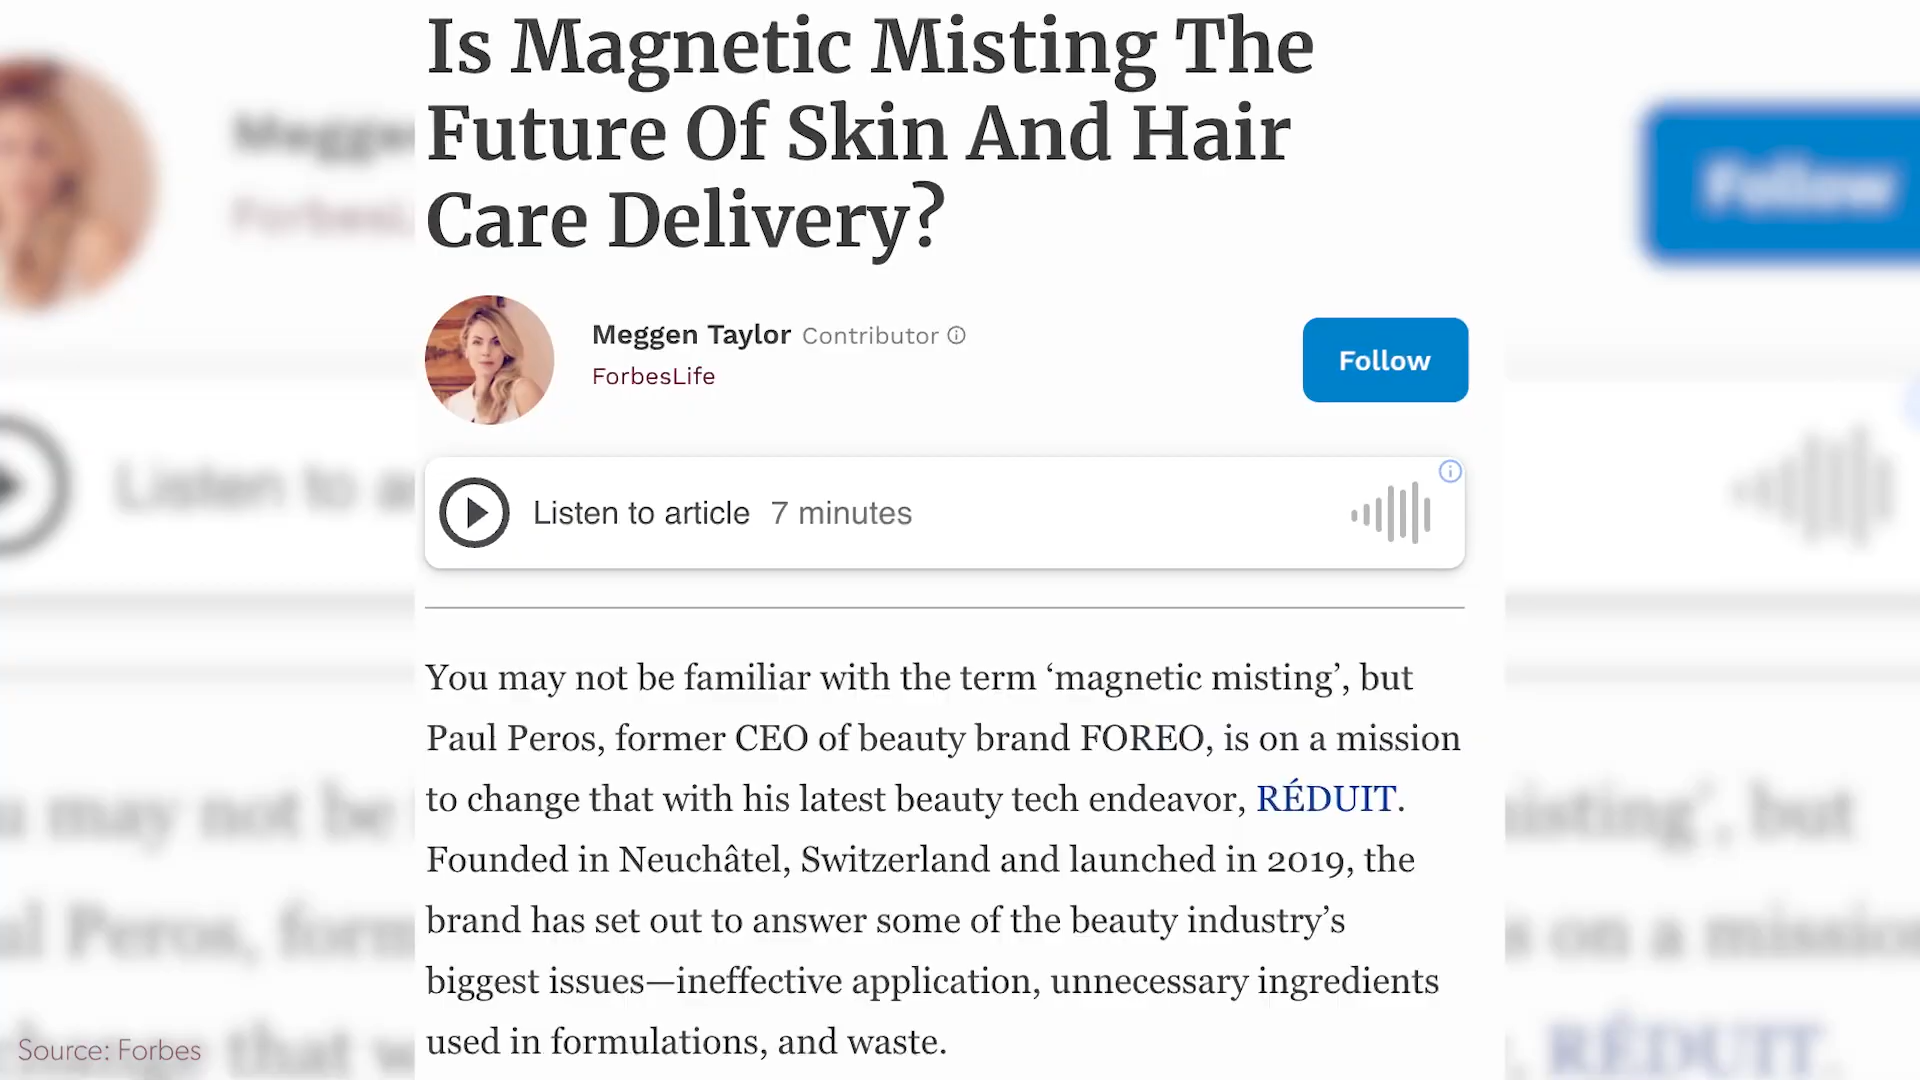 Is Magnetic Misting The
Future Of Skin And Hair
Care Delivery?
Meggen Taylor Contributor
ForbesLife
Follow
Listen to article 7 minutes
You may not be familiar with the term ‘magnetic misting’, but
Paul Peros, former CEO of beauty brand FOREO, is on a mission
to change that with his latest beauty tech endeavor, RÉDUIT.
Founded in Neuchâtel, Switzerland and launched in 2019, the
brand has set out to answer some of the beauty industry’s
biggest issues—ineffective application, unnecessary ingredients
used in formulations, and waste.
Source: Forbes